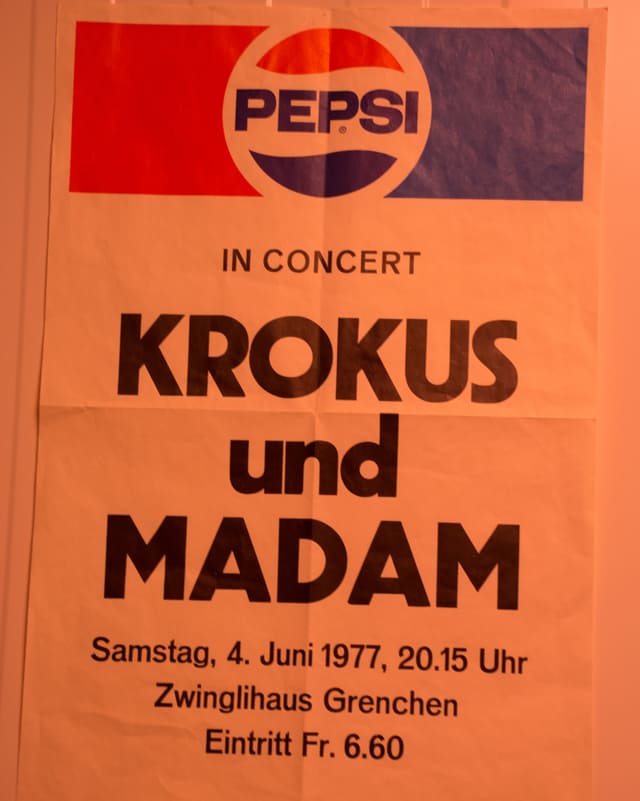 PEPSI®
IN CONCERT
KROKUS
und
MADAM
Samstag, 4. Juni 1977, 20.15 Uhr
Zwinglihaus Grenchen
Eintritt Fr. 6.60